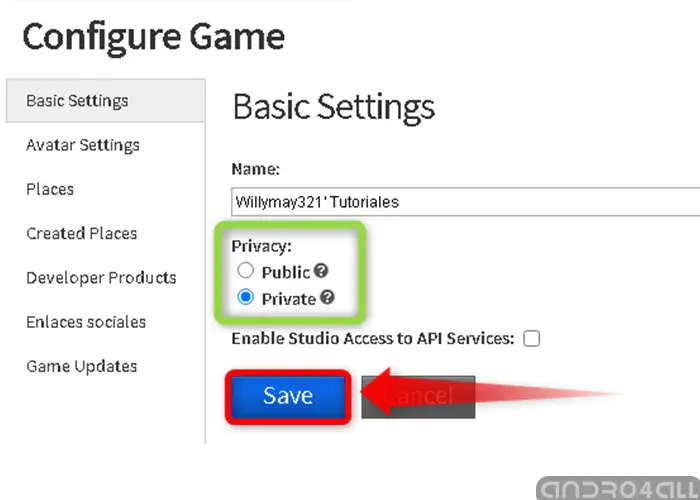 Configure Game
Basic Settings
Avatar Settings
Places
Created Places
Developer Products
Enlaces sociales
Game Updates
Basic Settings
Name:
Willymay321' Tutoriales
Privacy:
Public
Private
Enable Studio Access to API Services:
Save
Cancel
ANDRO4ALL